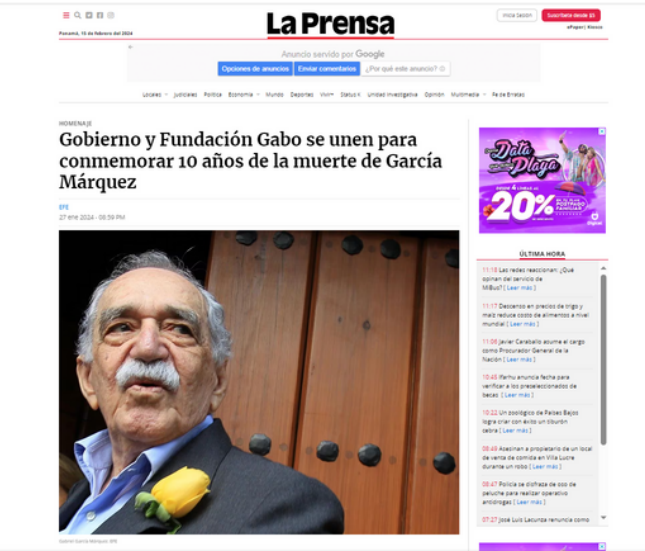 La Prensa
Inicia Sesión
Suscríbete desde $3
Panamá, 15 de febrero del 2024
ePaper| Kiosco
Anuncio servido por Google
Opciones de anuncios
Enviar comentarios
¿Por qué este anuncio?
Locales
Judiciales
Política
Economía
Mundo
Deportes
Vivir+
Status K
Unidad Investigativa
Opinión
Multimedia
Fe de Erratas
HOMENAJE
Gobierno y Fundación Gabo se unen para
conmemorar 10 años de la muerte de García
Márquez
EFE
27 ene 2024 - 08:59 PM
Gabriel García Márquez. EFE
Data
Playa
DESDE 4 LÍNEAS AL
20%
POSTPAGO
FAMILIAR
Digicel
ÚLTIMA HORA
11:18 Las redes reaccionan: ¿Qué
opinan del servicio de
MiBus? [ Leer más ]
11:17 Descenso en precios de trigo y
maíz reduce costo de alimentos a nivel
mundial [ Leer más ]
11:06 Javier Caraballo asume el cargo
como Procurador General de la
Nación [ Leer más ]
10:45 Ifarhu anuncia fecha para
verificar a los preseleccionados de
becas [ Leer más ]
10:22 Un zoológico de Países Bajos
logra criar con éxito un tiburón
cebra [ Leer más ]
08:49 Asesinan a propietario de un local
de venta de comida en Villa Lucre
durante un robo [ Leer más ]
08:47 Policía se disfraza de oso de
peluche para realizar operativo
antidrogas [ Leer más ]
07:27 José Luis Lacunza renuncia como